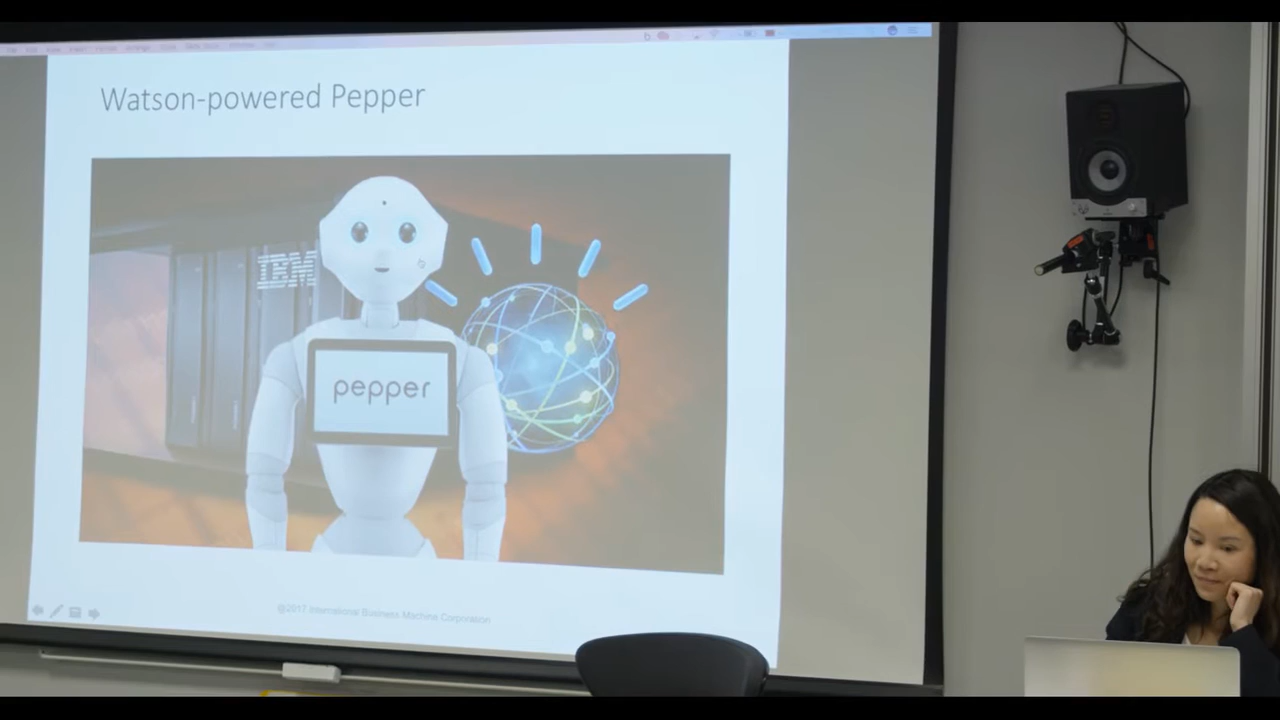 Watson-powered Pepper
IBM
pepper
@2017 International Business Machine Corporation